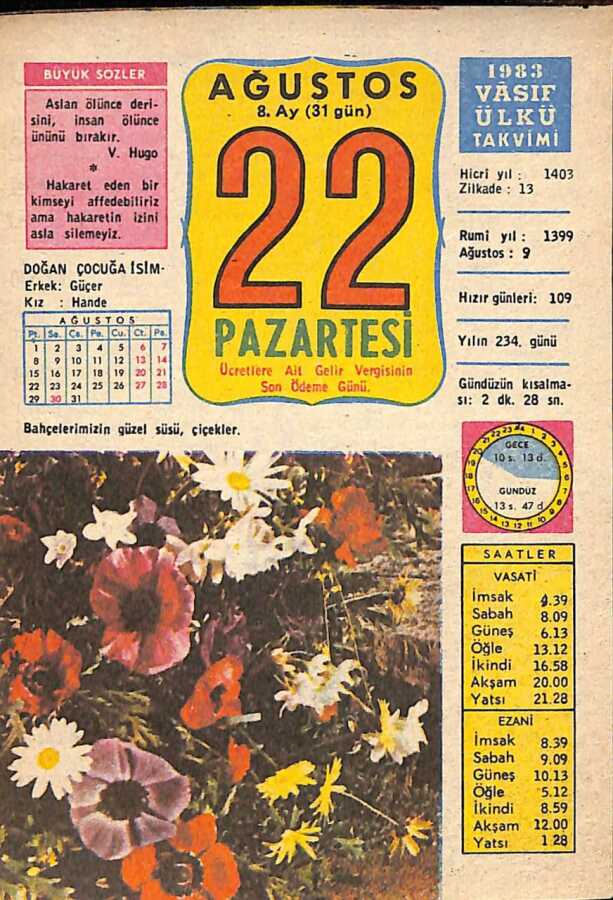 BÜYÜK SÖZLER
Aslan ölünce deri-
sini, insan ölünce
ününü bırakır.
V. Hugo
*
Hakaret eden bir
kimseyi affedebiliriz
ama hakaretin izini
asla silemeyiz.
DOĞAN ÇOCUĞA İSİM:
Erkek: Güçer
Kız : Hande
AĞUSTOS
Pt. Sa. Ça. Pe. Cu. Ct. Pa.
1 2 3 4 5 6 7
8 9 10 11 12 13 14
15 16 17 18 19 20 21
22 23 24 25 26 27 28
29 30 31
AĞUSTOS
8. Ay (31 gün)
22
PAZARTESİ
Ücretlere Ait Gelir Vergisinin
Son Ödeme Günü.
1983
VÂSIF
ÜLKÜ
TAKVİMİ
Hicrî yıl : 1403
Zilkade : 13
Rumî yıl : 1399
Ağustos : 9
Hızır günleri: 109
Yılın 234. günü
Gündüzün kısalma-
sı: 2 dk. 28 sn.
Bahçelerimizin güzel süsü, çiçekler.
GECE
10 s. 13 d.
GÜNDÜZ
13 s. 47 d
SAATLER
VASATİ
İmsak 4.39
Sabah 8.09
Güneş 6.13
Öğle 13.12
İkindi 16.58
Akşam 20.00
Yatsı 21.28
EZANİ
İmsak 8.39
Sabah 9.09
Güneş 10.13
Öğle 5.12
İkindi 8.59
Akşam 12.00
Yatsı 1 28